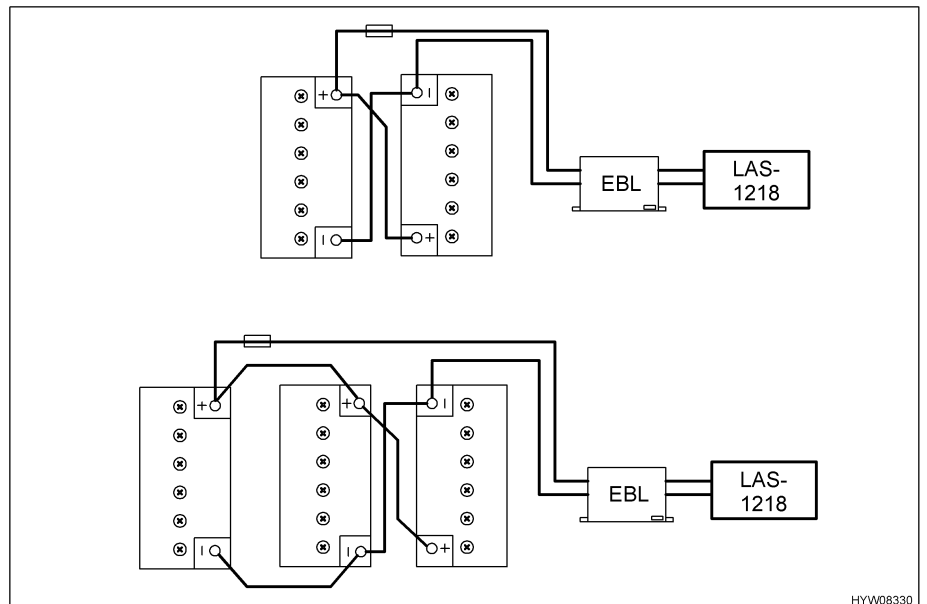 +
I
I
+
EBL
LAS-
1218
+
+
I
I
I
+
EBL
LAS-
1218
HYW08330